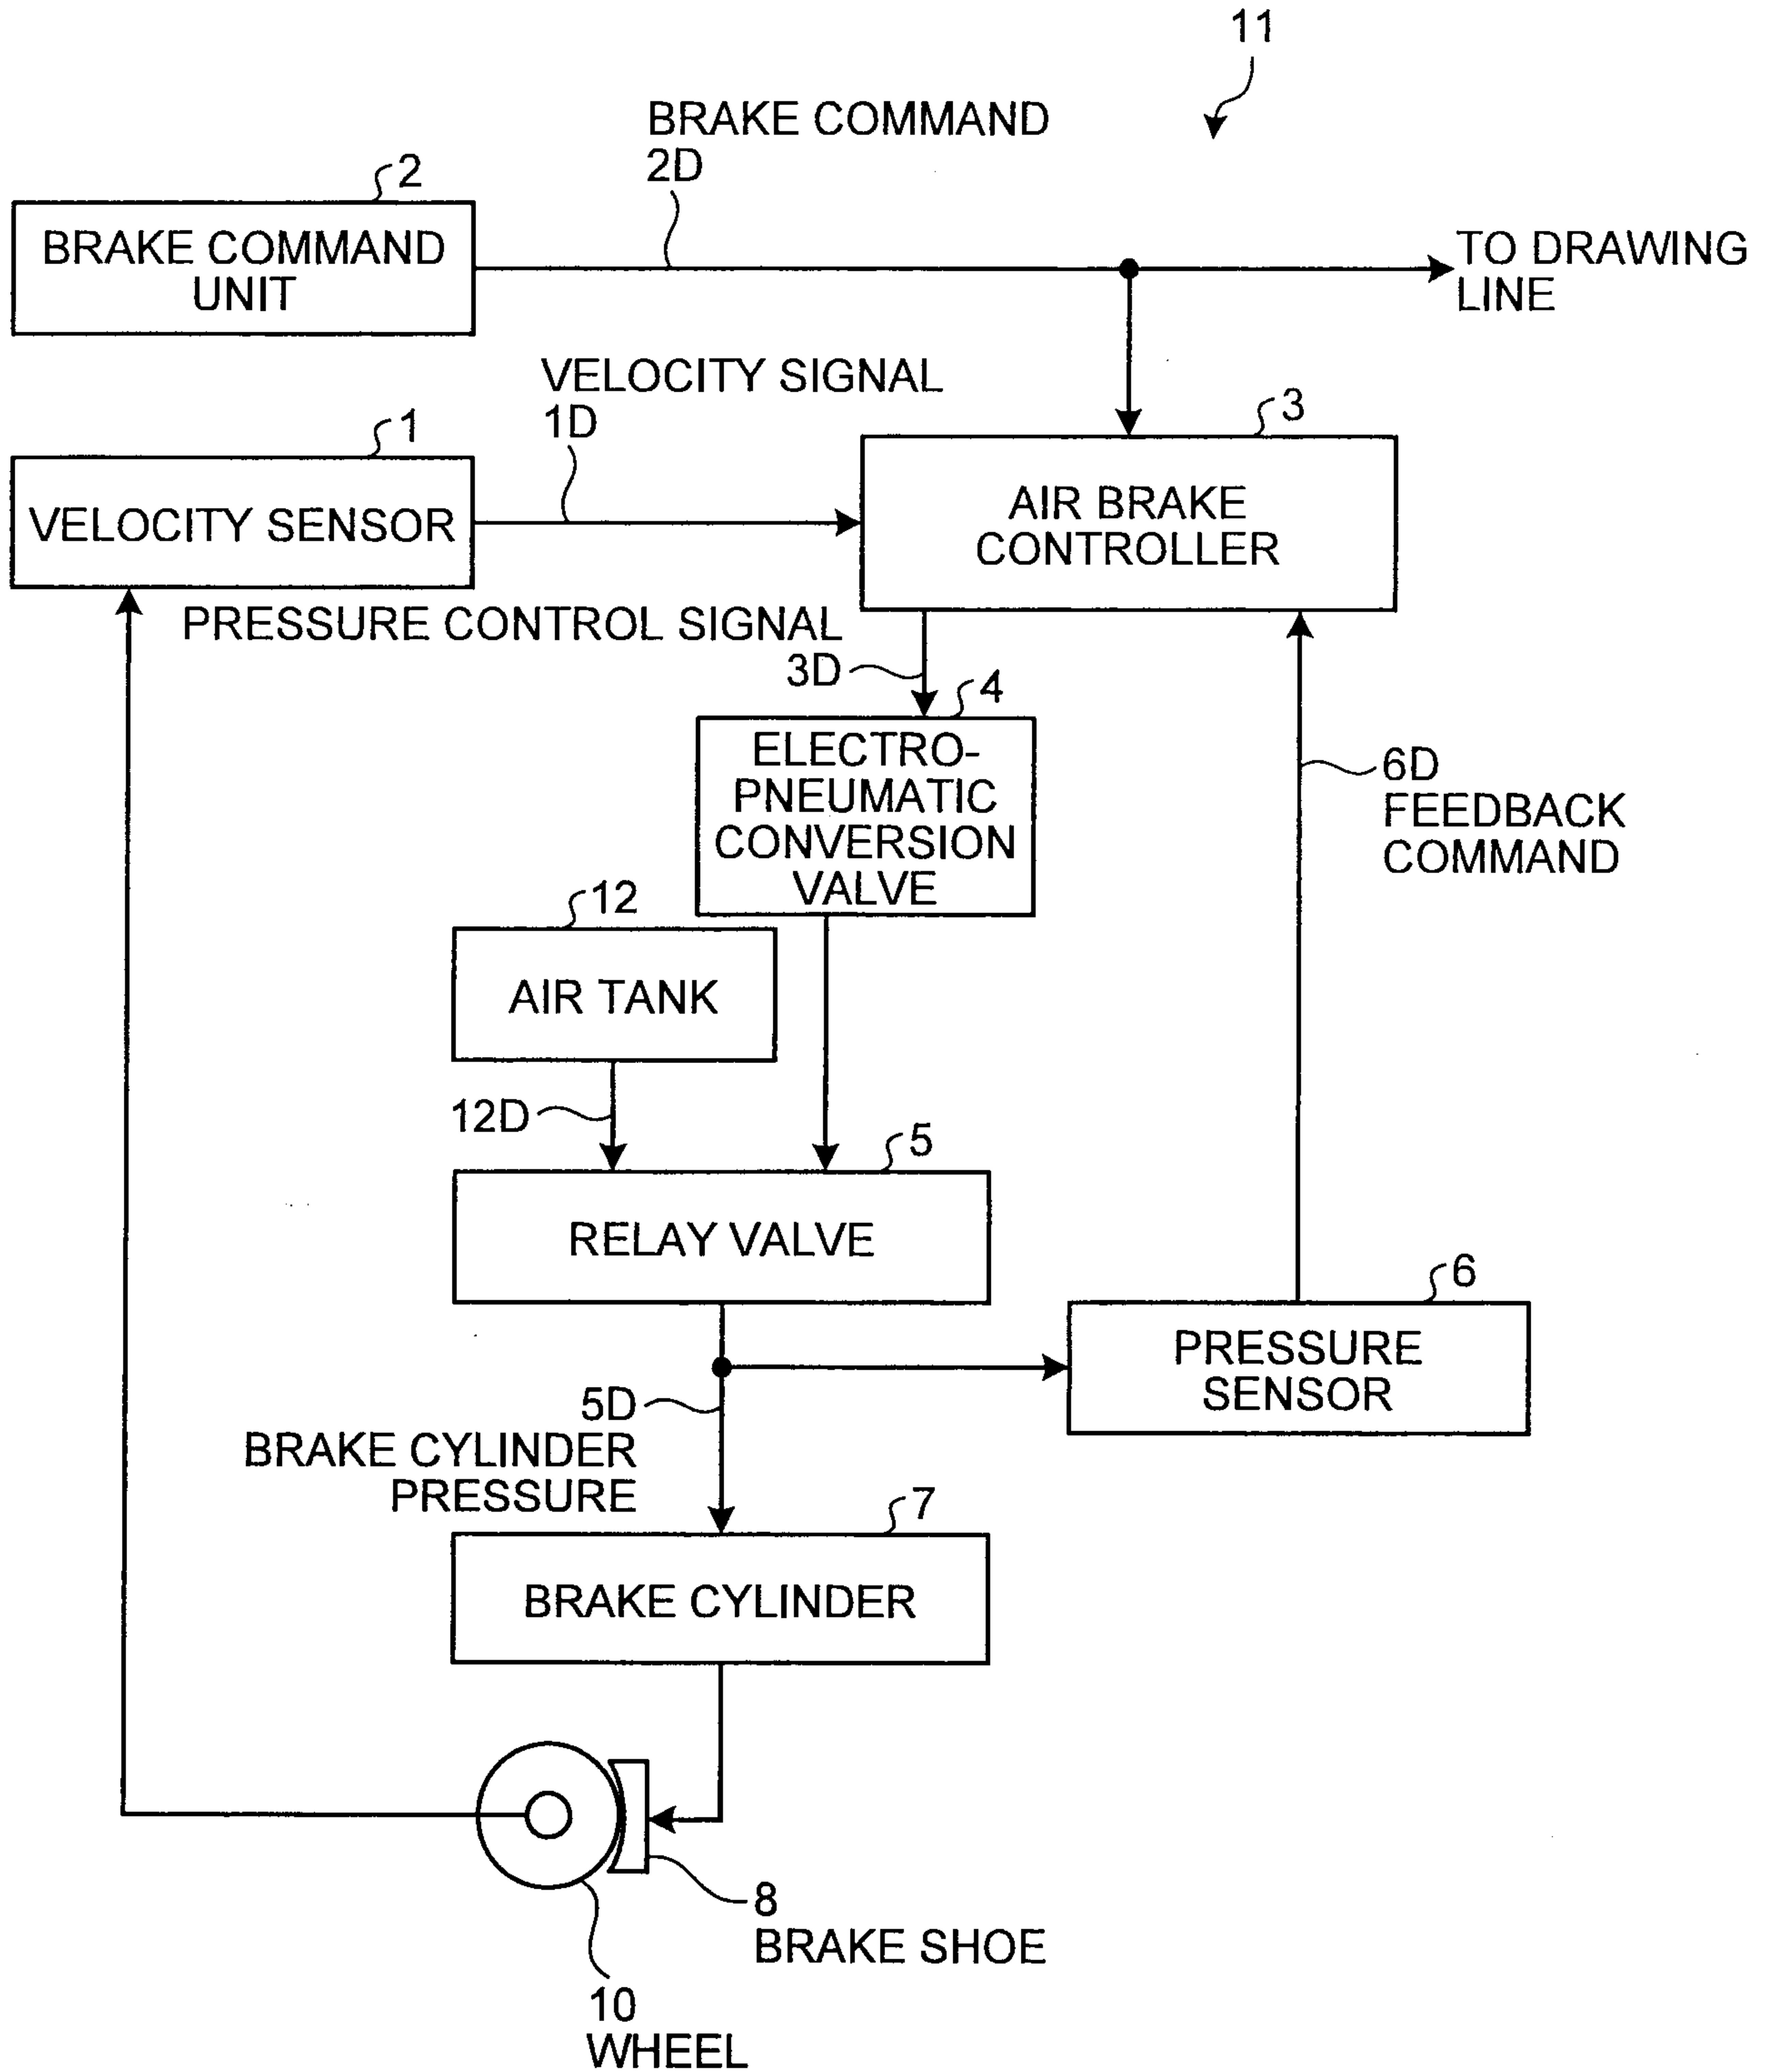 11
BRAKE COMMAND
2D
2
BRAKE COMMAND
UNIT
TO DRAWING
LINE
VELOCITY SIGNAL
1D
1
VELOCITY SENSOR
3
AIR BRAKE
CONTROLLER
PRESSURE CONTROL SIGNAL
3D
4
ELECTRO-
PNEUMATIC
CONVERSION
VALVE
6D
FEEDBACK
COMMAND
12
AIR TANK
12D
5
RELAY VALVE
6
PRESSURE
SENSOR
5D
BRAKE CYLINDER
PRESSURE
7
BRAKE CYLINDER
8
BRAKE SHOE
10
WHEEL